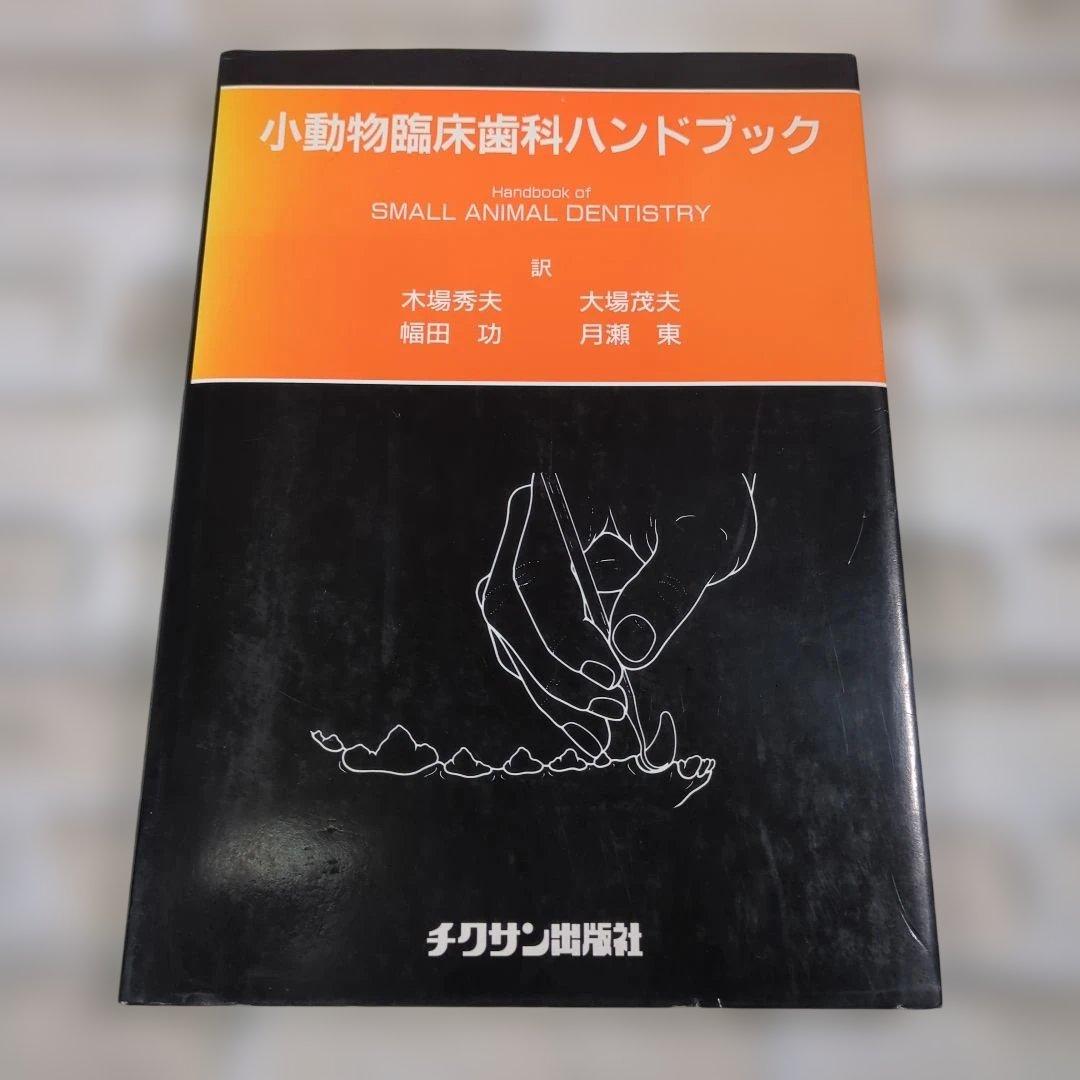 小動物臨床歯科ハンドブック
Handbook of
SMALL ANIMAL DENTISTRY
訳
木場秀夫 大場茂夫
幅田 功 月瀬 東
チクサン出版社